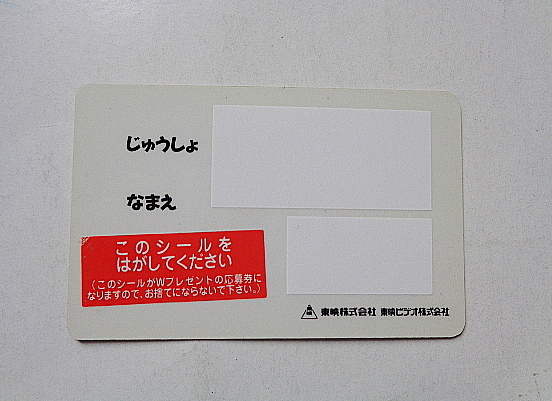 じゅうしょ
なまえ
このシールを
はがしてください
(このシールがWプレゼントの応募券に
なりますので、お捨てにならないで下さい。)
東映株式会社 東映ビデオ株式会社